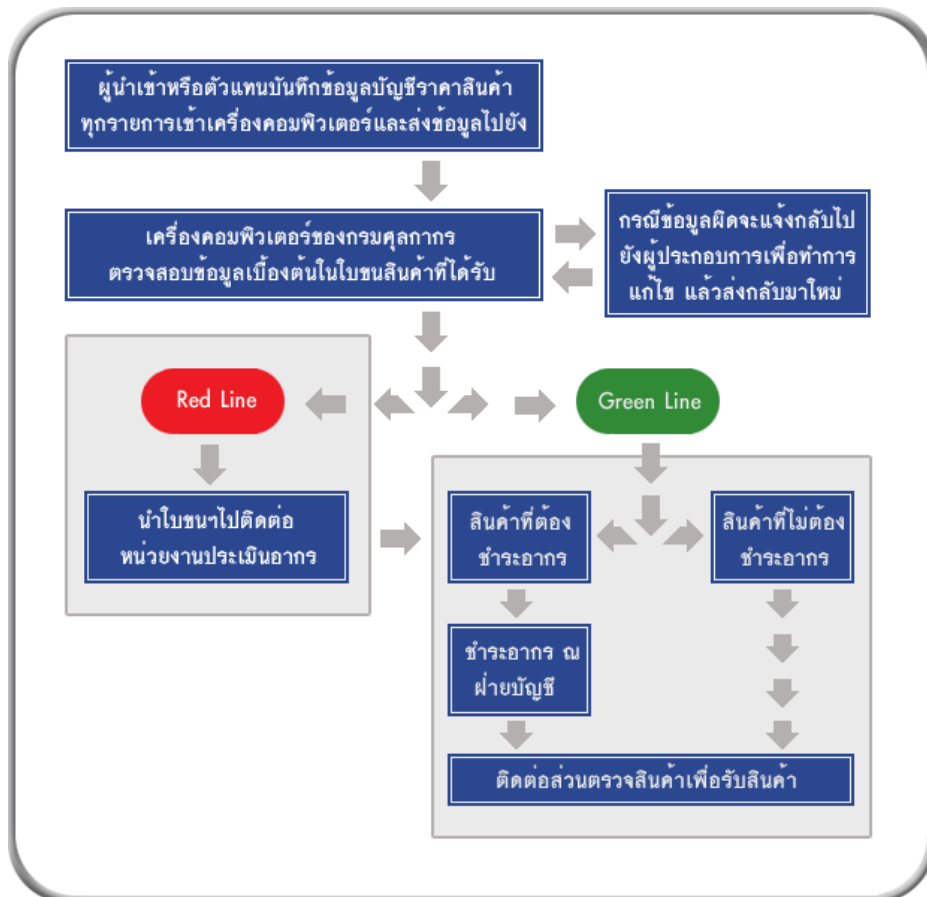 ผู้นำเข้าหรือตัวแทนบันทึกข้อมูลบัญชีราคาสินค้า
ทุกรายการเข้าเครื่องคอมพิวเตอร์และส่งข้อมูลไปยัง
เครื่องคอมพิวเตอร์ของกรมศุลกากร
ตรวจสอบข้อมูลเบื้องต้นในใบขนสินค้าที่ได้รับ
กรณีข้อมูลผิดจะแจ้งกลับไป
ยังผู้ประกอบการเพื่อทำการ
แก้ไข แล้วส่งกลับมาใหม่
Red Line
Green Line
นำใบขนฯไปติดต่อ
หน่วยงานประเมินอากร
สินค้าที่ต้อง
ชำระอากร
สินค้าที่ไม่ต้อง
ชำระอากร
ชำระอากร ณ
ฝ่ายบัญชี
ติดต่อส่วนตรวจสินค้าเพื่อรับสินค้า